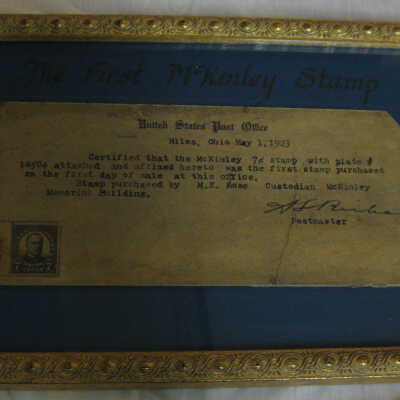 The First McKinley Stamp
United States Post Office
Niles, Ohio May 1,1923
Certified that the McKinley 7¢ stamp with plate #
14584 attached and affixed hereto was the first stamp purchased
on the first day of sale at this office.
Stamp purchased by M.E. Rose Custodian McKinley
Memorial Building.
Postmaster